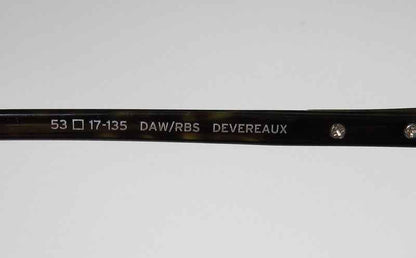 53 □ 17-135 DAW/RBS DEVEREAUX